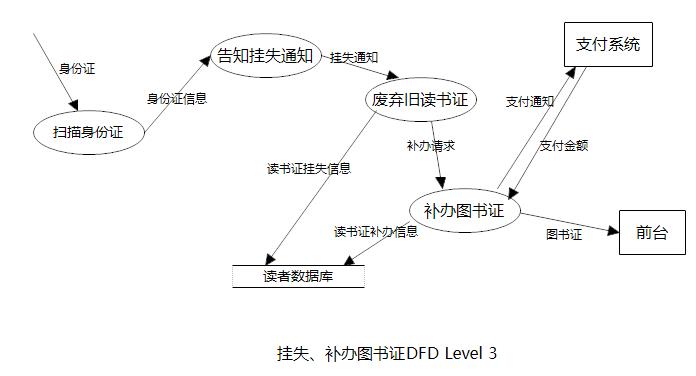 支付系统
告知挂失通知
挂失通知
身份证
身份证信息
废弃旧读书证
支付通知
扫描身份证
补办请求
支付金额
读书证挂失信息
补办图书证
读书证补办信息
图书证
前台
读者数据库
挂失、补办图书证DFD Level 3